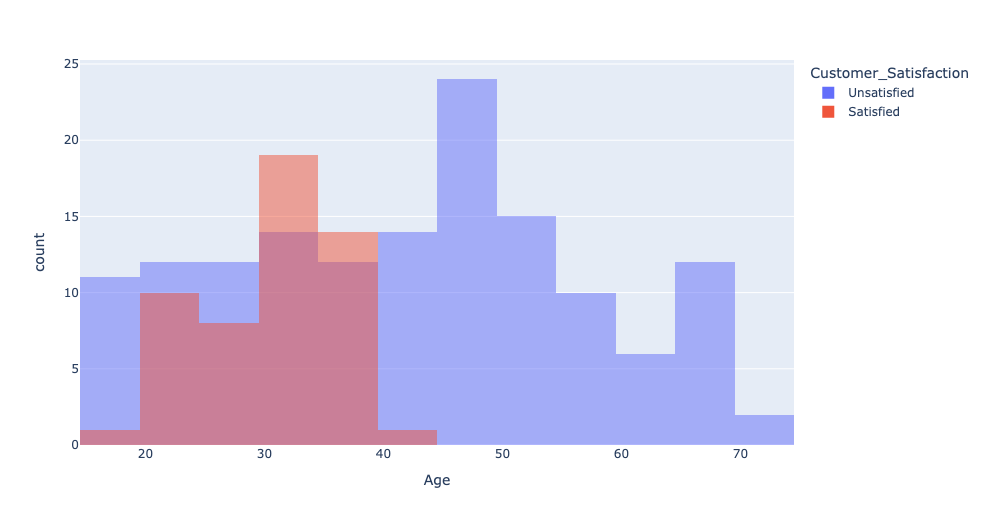 Customer_Satisfaction
Unsatisfied
Satisfied
25
20
15
10
5
0
count
20 30 40 50 60 70
Age